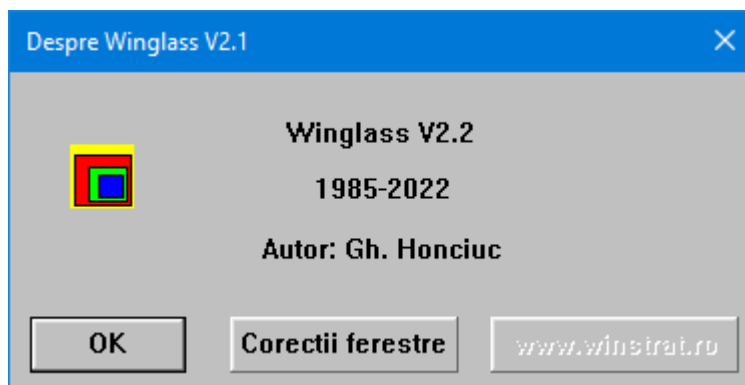 Despre Winglass V2.1
Winglass V2.2
1985-2022
Autor: Gh. Honciuc
OK
Corectii ferestre
www.winstrat.ro